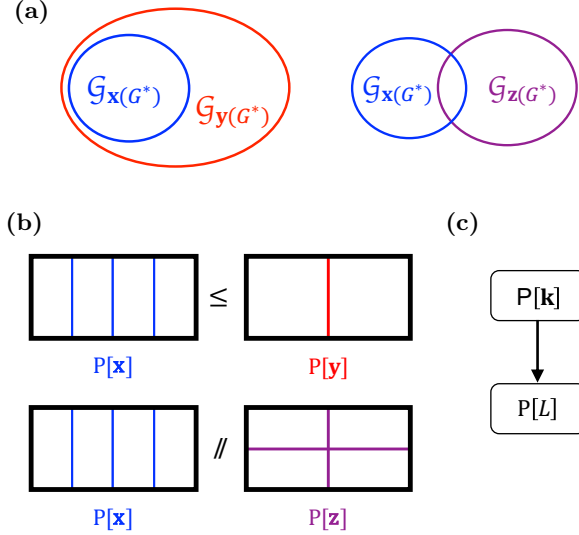 (a)
𝒢𝐱(G*) 𝒢𝐲(G*) 𝒢𝐱(G*) 𝒢𝐳(G*)
(b) (c)
≤
P[𝐱] P[𝐲]
P[𝐤]
P[L]
//
P[𝐱] P[𝐳]